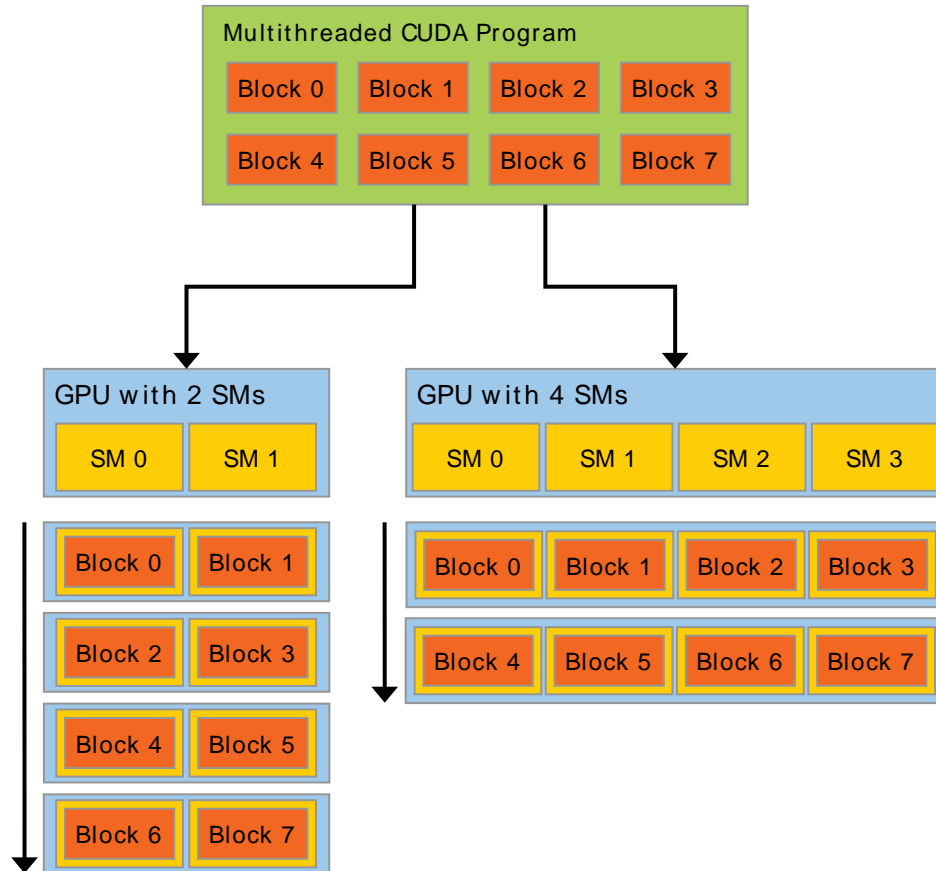 Multithreaded CUDA Program
Block 0 Block 1 Block 2 Block 3
Block 4 Block 5 Block 6 Block 7
GPU with 2 SMs
SM 0 SM 1
Block 0 Block 1
Block 2 Block 3
Block 4 Block 5
Block 6 Block 7
GPU with 4 SMs
SM 0 SM 1 SM 2 SM 3
Block 0 Block 1 Block 2 Block 3
Block 4 Block 5 Block 6 Block 7